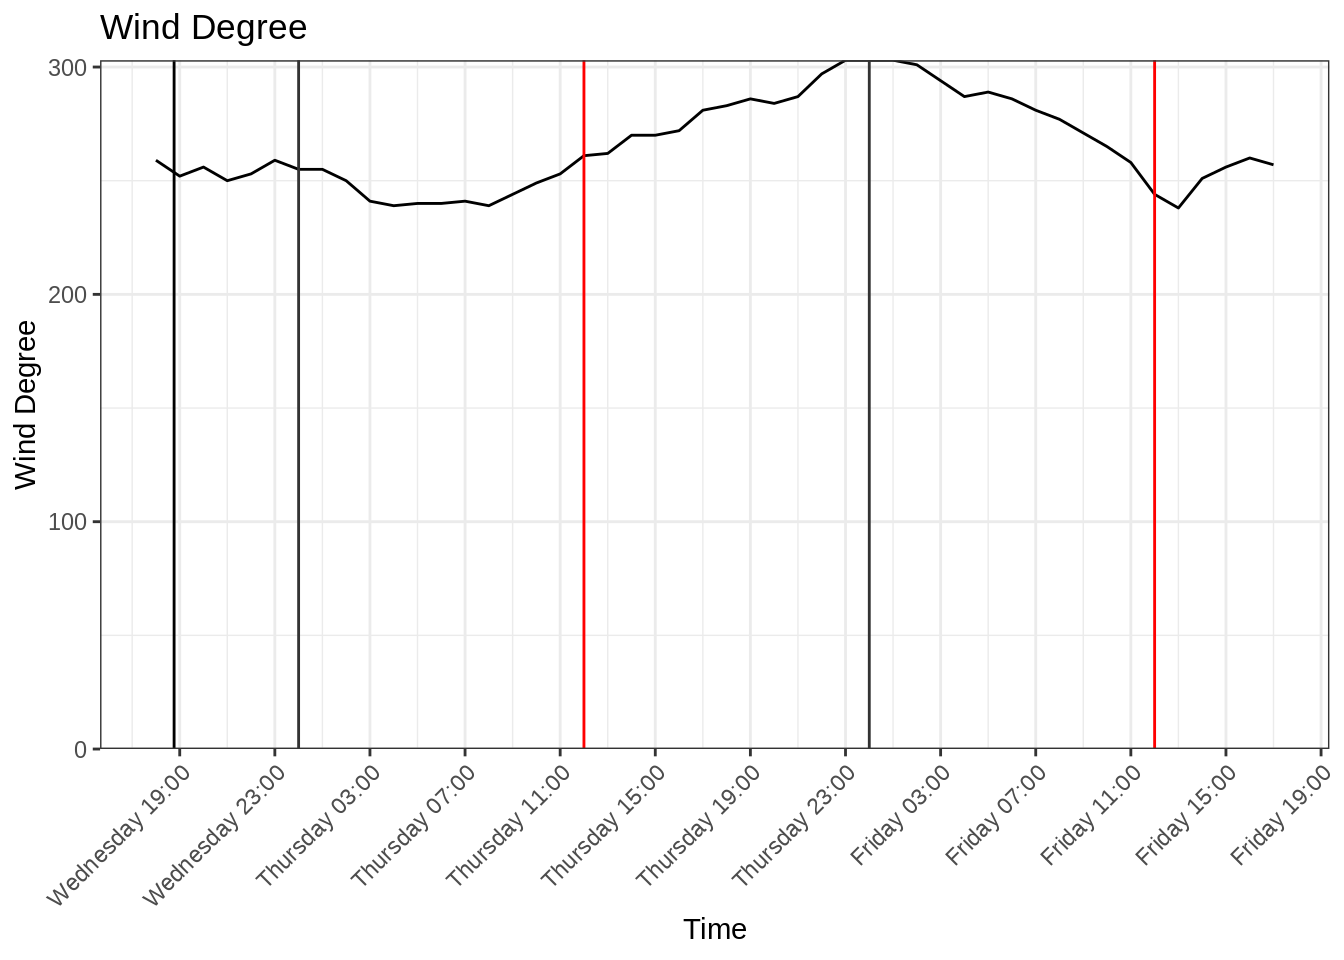 Wind Degree
300
200
100
0
Wind Degree
Wednesday 19:00
Wednesday 23:00
Thursday 03:00
Thursday 07:00
Thursday 11:00
Thursday 15:00
Thursday 19:00
Thursday 23:00
Friday 03:00
Friday 07:00
Friday 11:00
Friday 15:00
Friday 19:00
Time